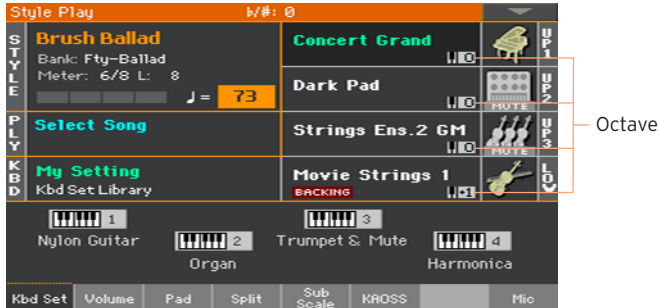 Style Play b/#: 0
STYLE
Brush Ballad
Bank: Fty-Ballad
Meter: 6/8 L: 8
♩= 73
Concert Grand
0
UP1
Dark Pad
0
MUTE
UP2
PLY
Select Song
Strings Ens.2 GM
0
MUTE
UP3
KBD
My Setting
Kbd Set Library
Movie Strings 1
BACKING
LOW
Octave
1
Nylon Guitar
2
Organ
3
Trumpet & Mute
4
Harmonica
Kbd Set Volume Pad Split Sub Scale KAOSS Mic